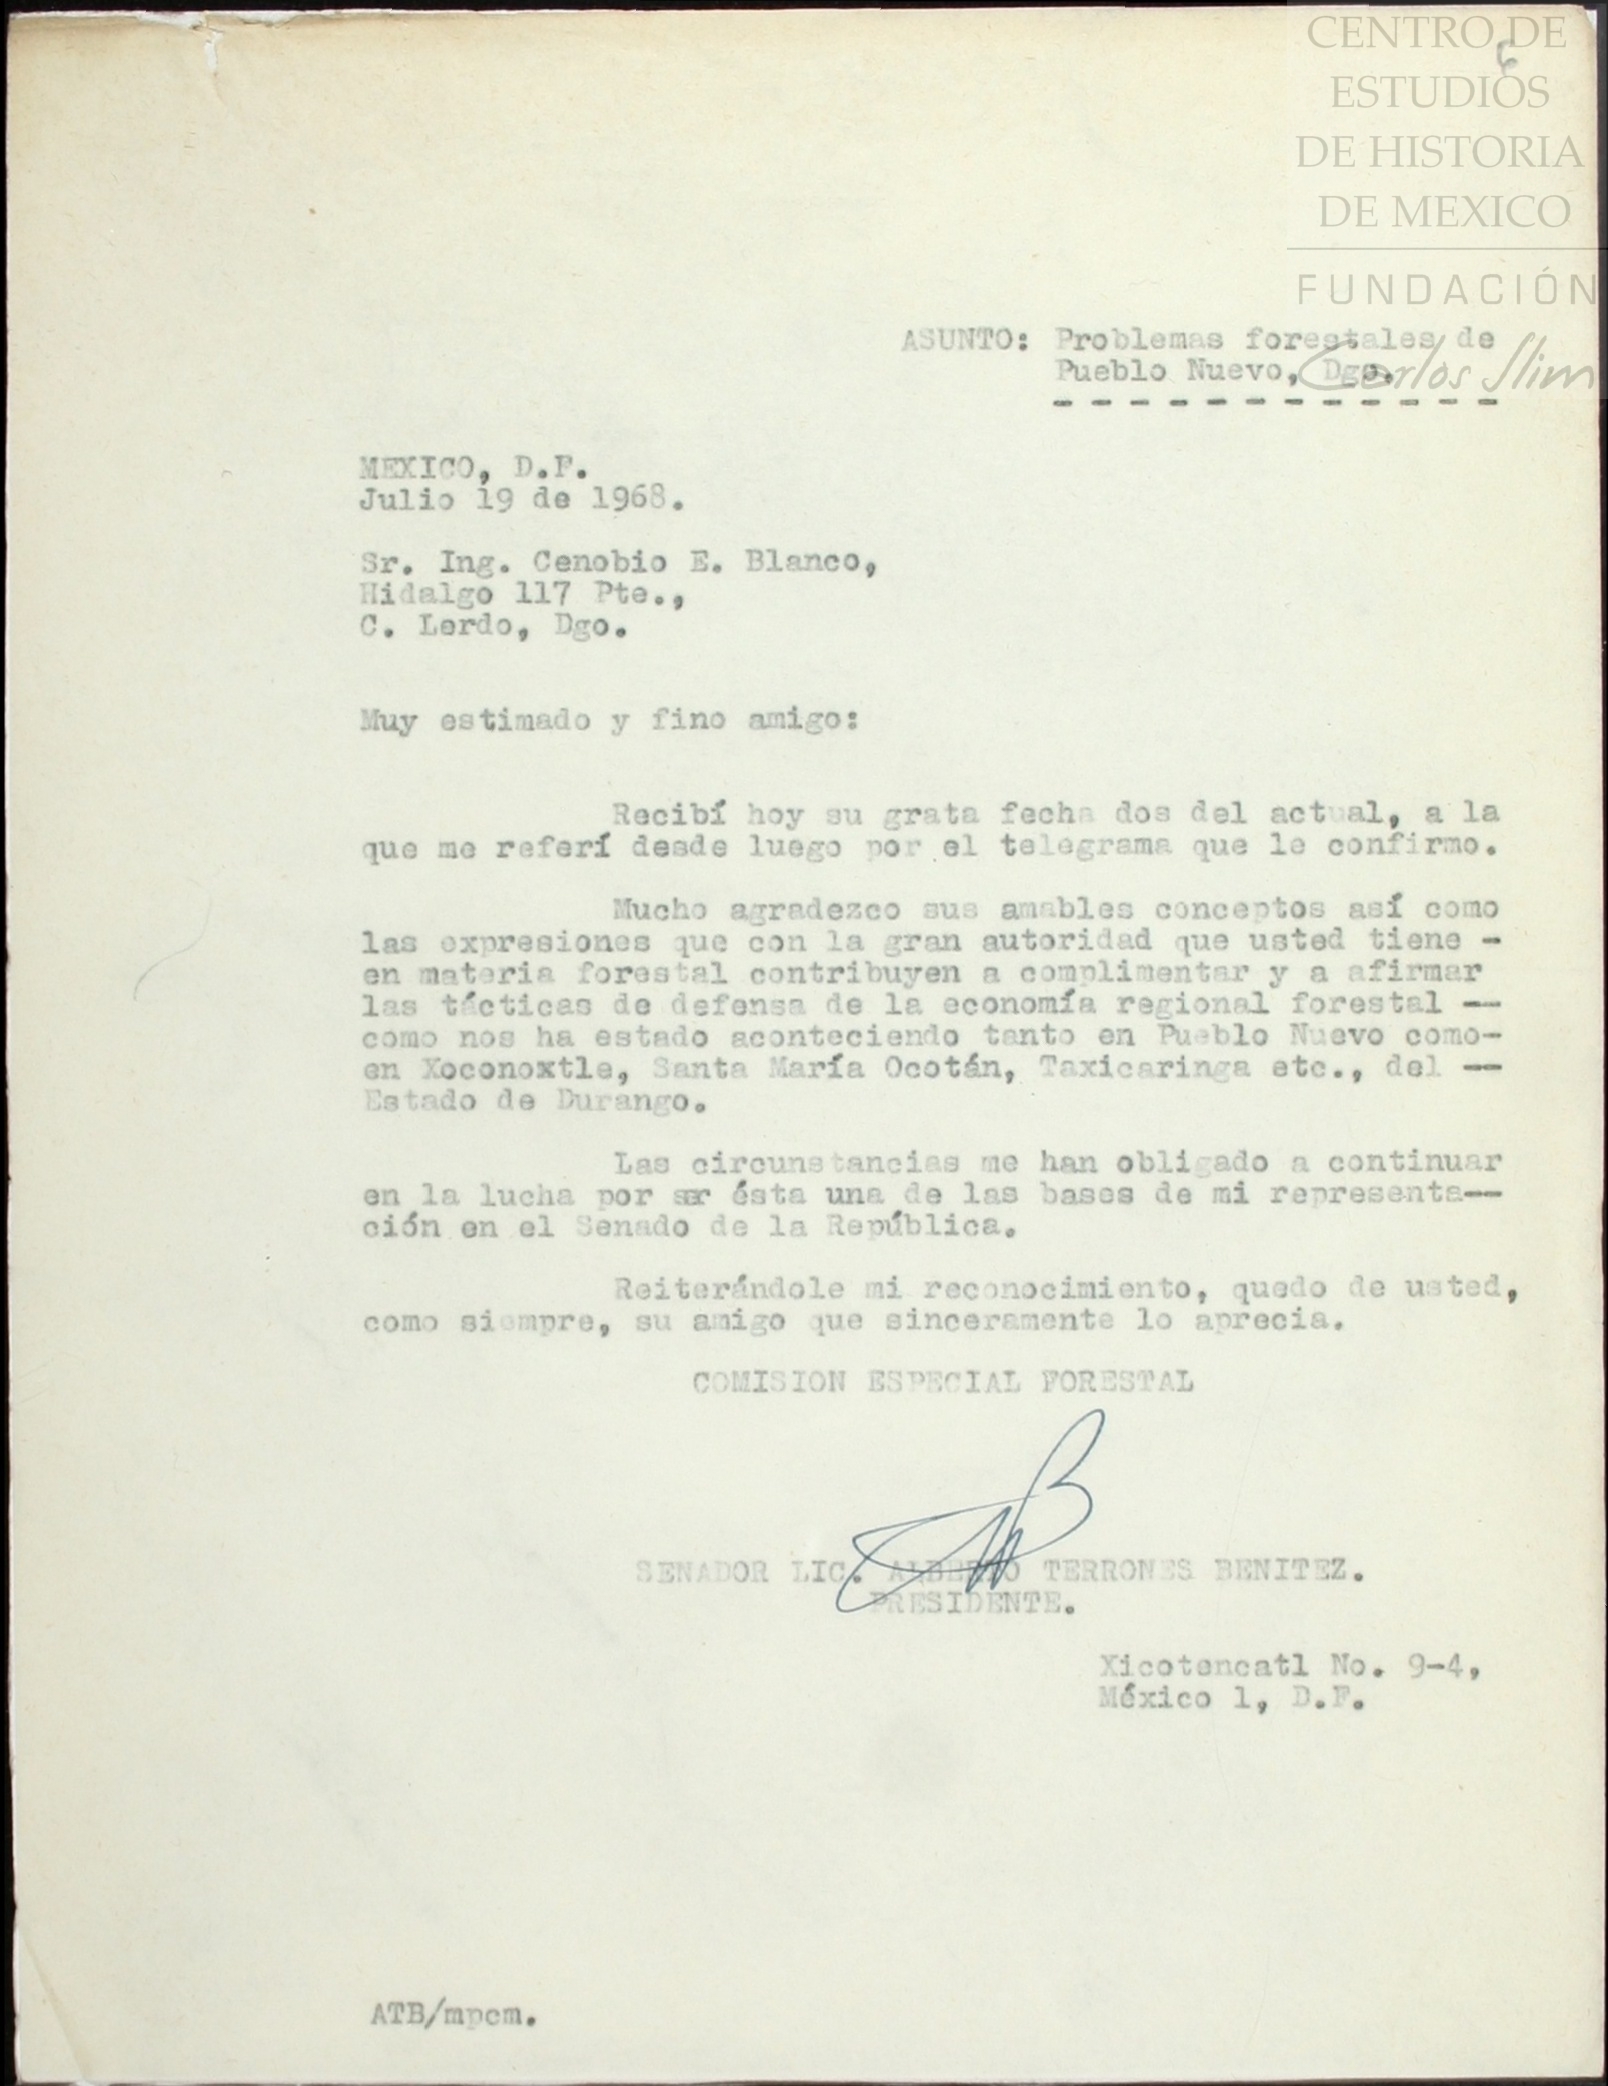 CENTRO DE
ESTUDIOS
DE HISTORIA
DE MEXICO
FUNDACIÓN
Carlos Slim
6
ASUNTO: Problemas forestales de
Pueblo Nuevo, Dgo.
- - - - - - - - - - - -
MEXICO, D.F.
Julio 19 de 1968.
Sr. Ing. Cenobio E. Blanco,
Hidalgo 117 Pte.,
C. Lerdo, Dgo.
Muy estimado y fino amigo:
Recibí hoy su grata fecha dos del actual, a la
que me referí desde luego por el telegrama que le confirmo.
Mucho agradezco sus amables conceptos así como
las expresiones que con la gran autoridad que usted tiene -
en materia forestal contribuyen a complimentar y a afirmar
las tácticas de defensa de la economía regional forestal --
como nos ha estado aconteciendo tanto en Pueblo Nuevo como-
en Xoconoxtle, Santa María Ocotán, Taxicaringa etc., del --
Estado de Durango.
Las circunstancias me han obligado a continuar
en la lucha por ser ésta una de las bases de mi representa--
ción en el Senado de la República.
Reiterándole mi reconocimiento, quedo de usted,
como siempre, su amigo que sinceramente lo aprecia.
COMISION ESPECIAL FORESTAL
SENADOR LIC. ALBERTO TERRONES BENITEZ.
PRESIDENTE.
Xicotencatl No. 9-4,
México 1, D.F.
ATB/mpcm.